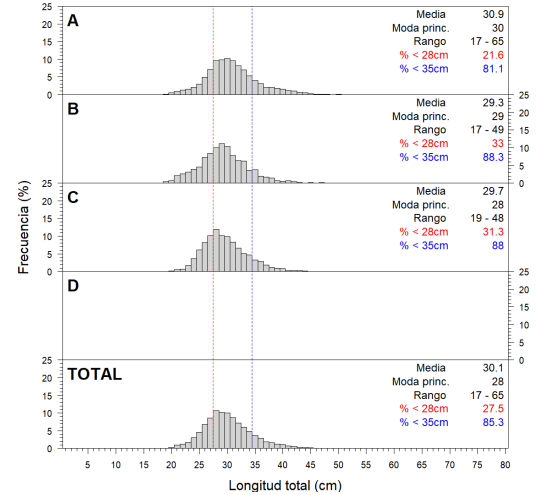 25
20
15
10
5
0
A
Media 30.9
Moda princ. 30
Rango 17 - 65
% < 28cm 21.6
% < 35cm 81.1
B
Media 29.3
Moda princ. 29
Rango 17 - 49
% < 28cm 33
% < 35cm 88.3
25
20
15
10
5
0
25
20
15
10
5
0
C
Media 29.7
Moda princ. 28
Rango 19 - 48
% < 28cm 31.3
% < 35cm 88
D
25
20
15
10
5
0
25
20
15
10
5
0
TOTAL
Media 30.1
Moda princ. 28
Rango 17 - 65
% < 28cm 27.5
% < 35cm 85.3
Frecuencia (%)
5 10 15 20 25 30 35 40 45 50 55 60 65 70 75 80
Longitud total (cm)